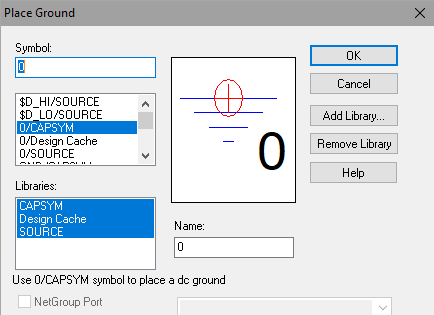 Place Ground
Symbol:
0
$D_HI/SOURCE
$D_LO/SOURCE
0/CAPSYM
0/Design Cache
0/SOURCE
Libraries:
CAPSYM
Design Cache
SOURCE
0
Name:
0
OK
Cancel
Add Library...
Remove Library
Help
Use 0/CAPSYM symbol to place a dc ground
NetGroup Port